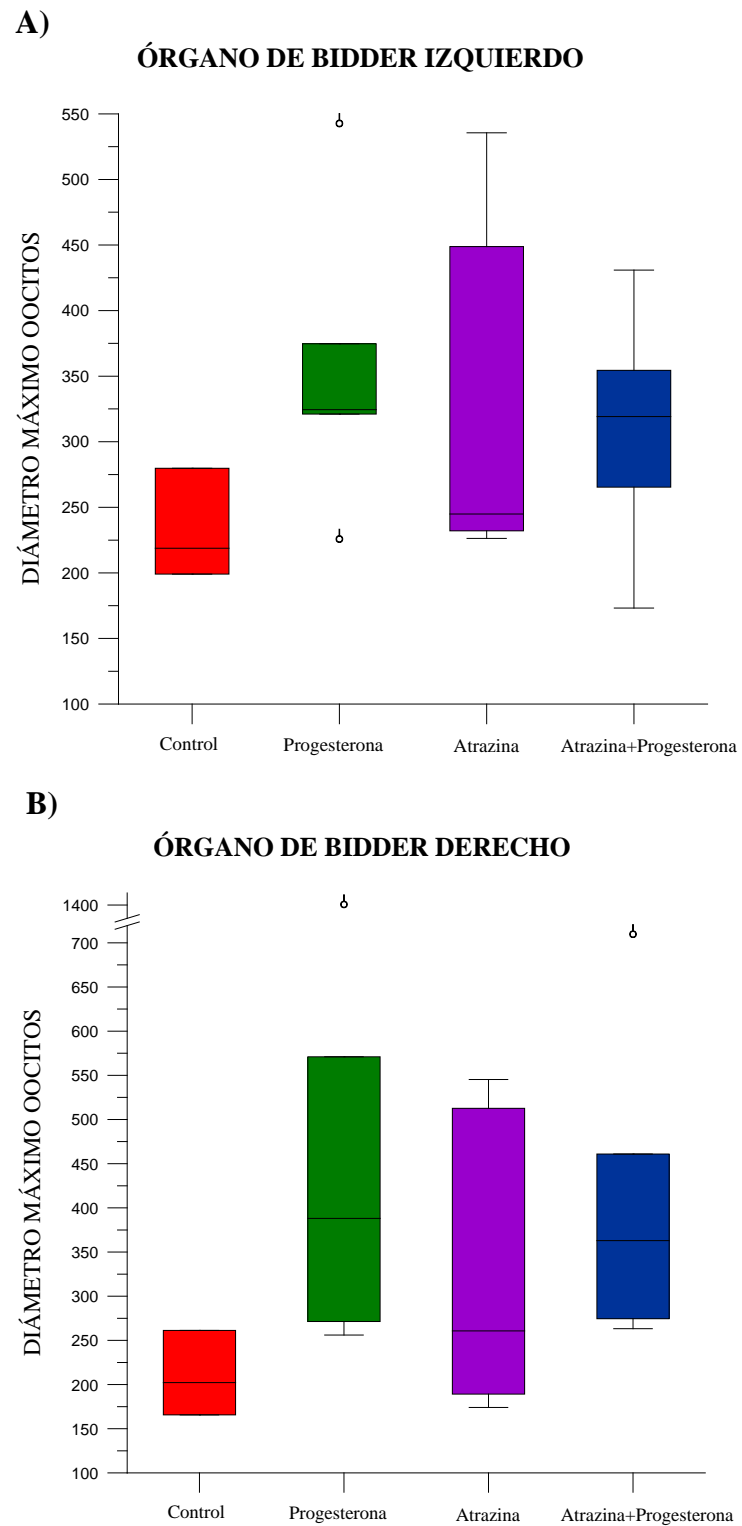 A)
ÓRGANO DE BIDDER IZQUIERDO
550
500
450
400
350
300
250
200
150
100
DIÁMETRO MÁXIMO OOCITOS
Control
Progesterona
Atrazina
Atrazina+Progesterona
B)
ÓRGANO DE BIDDER DERECHO
1400
700
650
600
550
500
450
400
350
300
250
200
150
100
DIÁMETRO MÁXIMO OOCITOS
Control
Progesterona
Atrazina
Atrazina+Progesterona